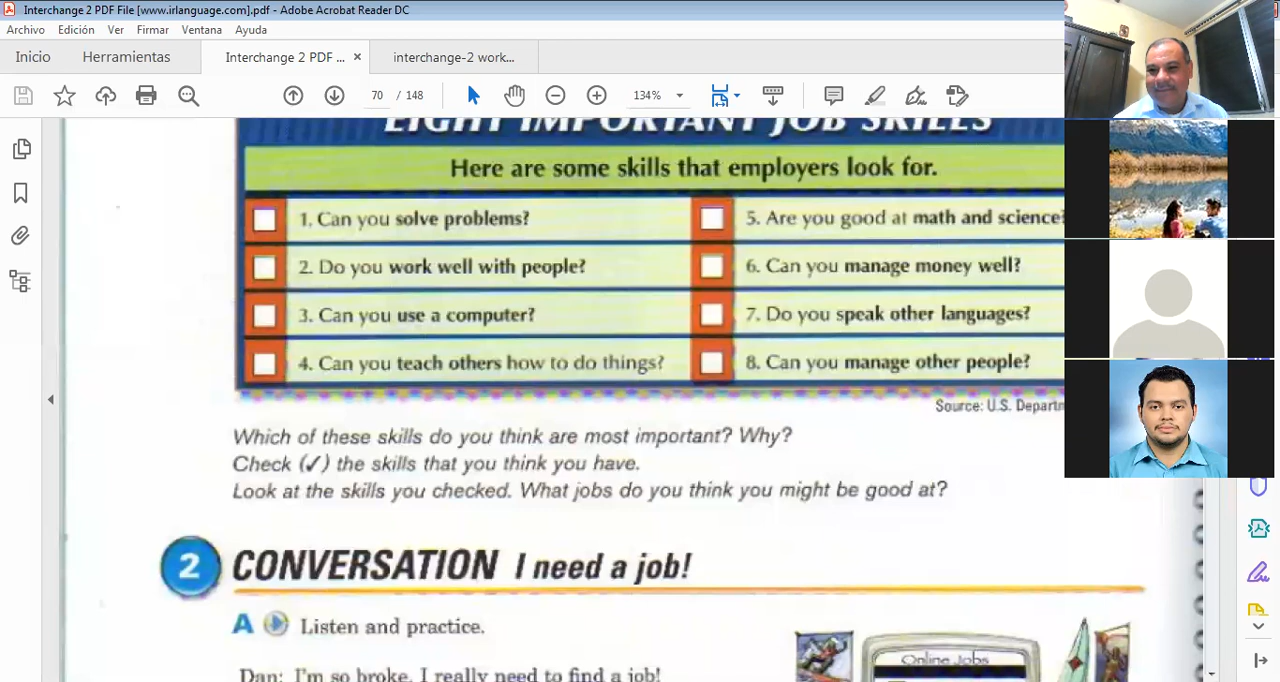 Interchange 2 PDF File [www.irlanguage.com].pdf - Adobe Acrobat Reader DC
Archivo Edición Ver Firmar Ventana Ayuda
Inicio Herramientas Interchange 2 PDF ... × interchange-2 work...
70 / 148 134%
EIGHT IMPORTANT JOB SKILLS
Here are some skills that employers look for.
1. Can you solve problems?
2. Do you work well with people?
3. Can you use a computer?
4. Can you teach others how to do things?
5. Are you good at math and science?
6. Can you manage money well?
7. Do you speak other languages?
8. Can you manage other people?
Source: U.S. Departm
Which of these skills do you think are most important? Why?
Check (✓) the skills that you think you have.
Look at the skills you checked. What jobs do you think you might be good at?
2 CONVERSATION I need a job!
A Listen and practice.
Dan: I'm so broke. I really need to find a job!
Online Jobs